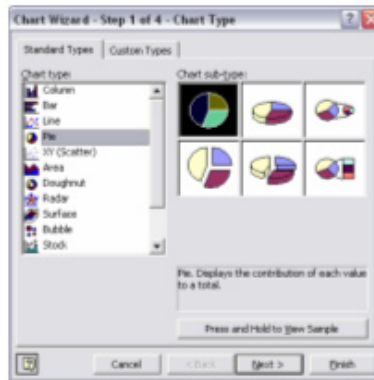 Chart Wizard - Step 1 of 4 - Chart Type
Standard Types
Custom Types
Chart type:
Column
Bar
Line
Pie
XY (Scatter)
Area
Doughnut
Radar
Surface
Bubble
Stock
Chart sub-type:
Pie. Displays the contribution of each value
to a total.
Press and Hold to View Sample
Cancel
< Back
Next >
Finish